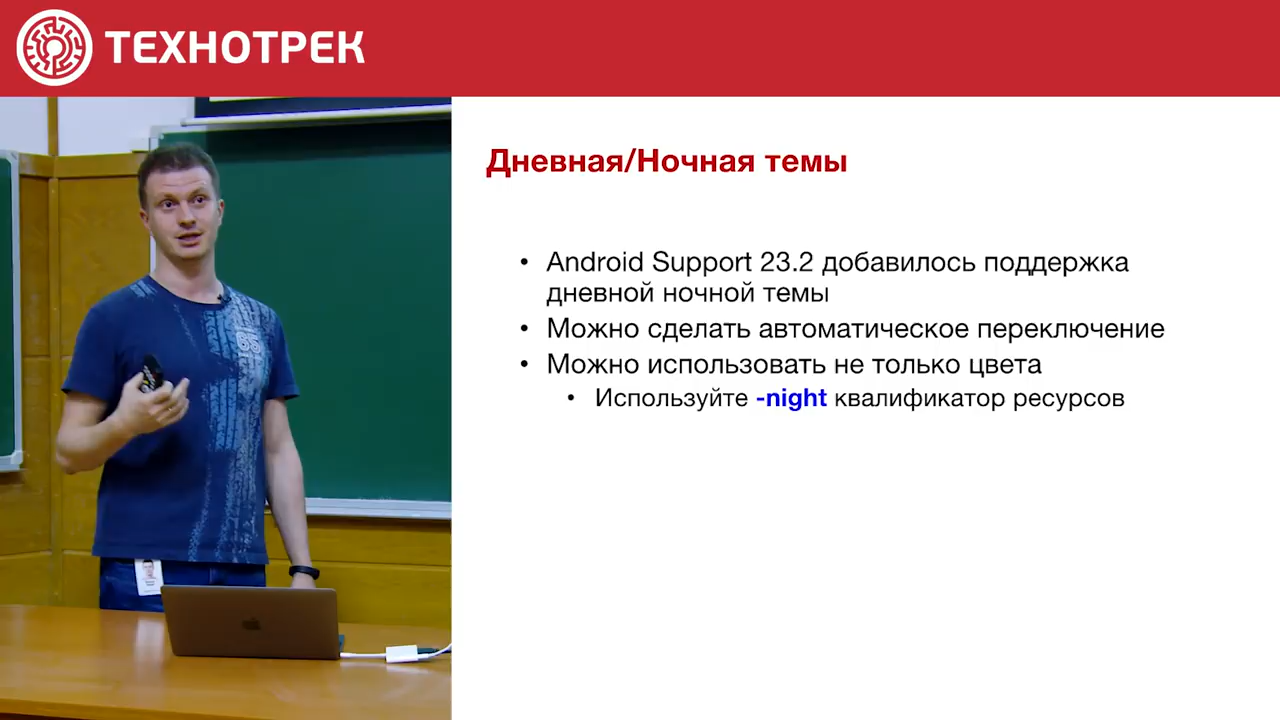 ТЕХНОТРЕК
Дневная/Ночная темы
• Android Support 23.2 добавилось поддержка
дневной ночной темы
• Можно сделать автоматическое переключение
• Можно использовать не только цвета
• Используйте -night квалификатор ресурсов